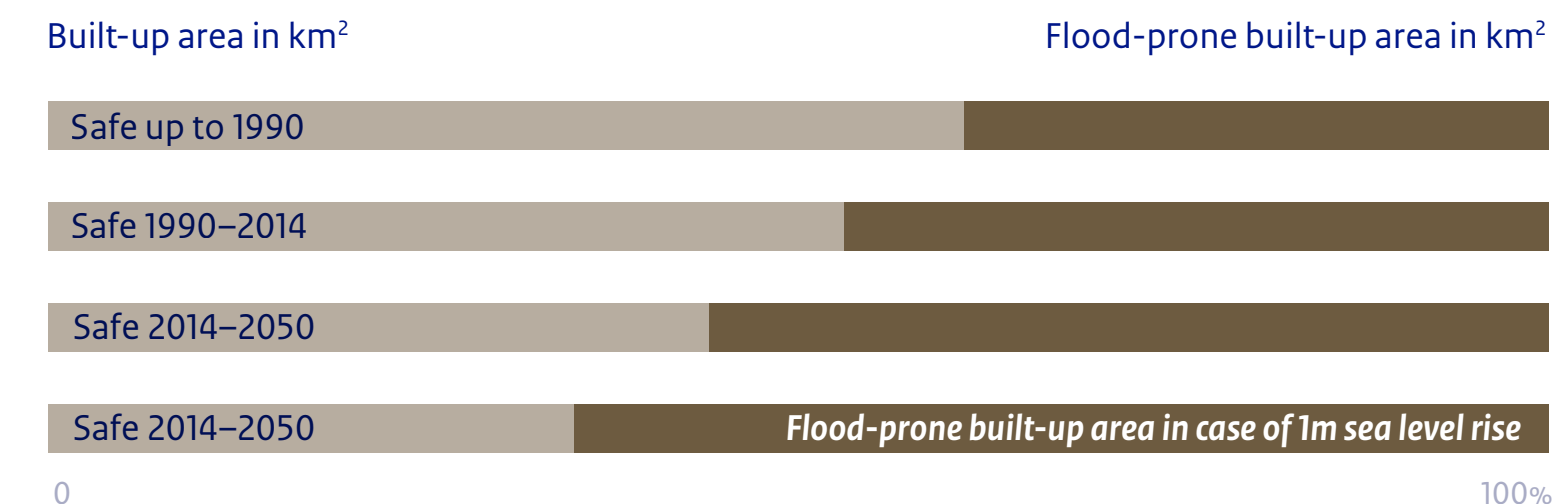 Built-up area in km²
Flood-prone built-up area in km²
Safe up to 1990
Safe 1990–2014
Safe 2014–2050
Safe 2014–2050
Flood-prone built-up area in case of 1m sea level rise
0
100%